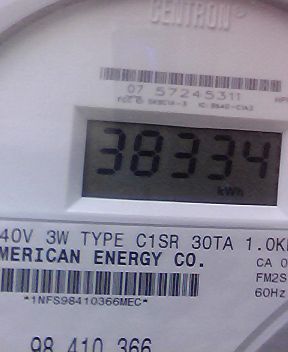 CENTRON®
07 57245311
38334
kWh
40V 3W TYPE C1SR 30TA 1.0K
MERICAN ENERGY CO.
CA 0
FM2S
*1NFS98410366MEC*
60Hz
98 410 366